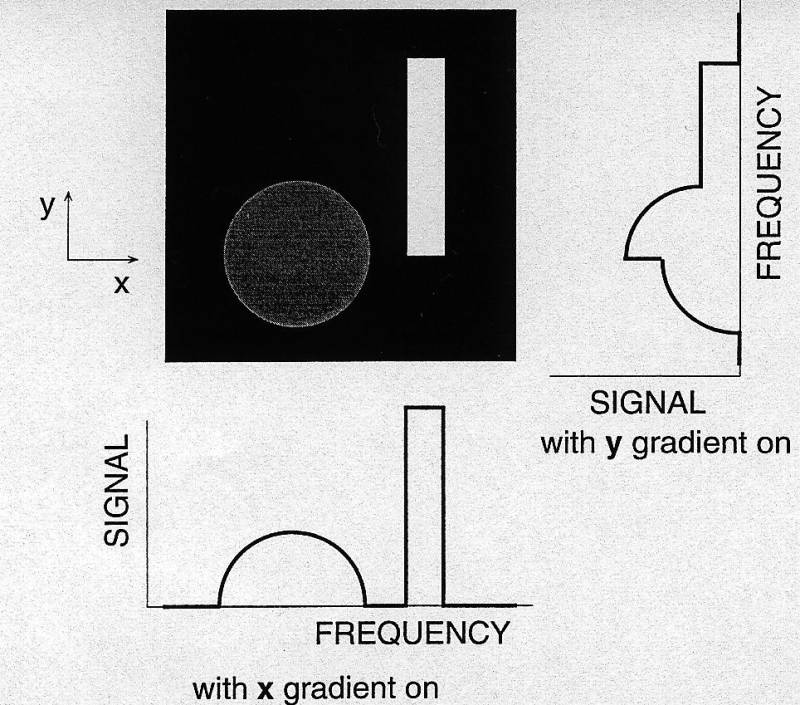 y
x
FREQUENCY
SIGNAL
with y gradient on
SIGNAL
FREQUENCY
with x gradient on